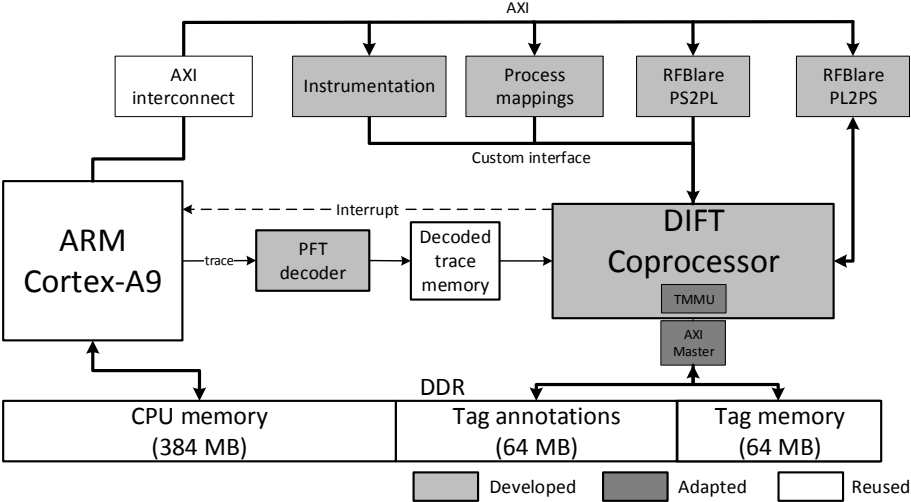 AXI
AXI
interconnect
Instrumentation
Process
mappings
RFBlare
PS2PL
RFBlare
PL2PS
Custom interface
ARM
Cortex-A9
Interrupt
trace
PFT
decoder
Decoded
trace
memory
DIFT
Coprocessor
TMMU
AXI
Master
DDR
CPU memory
(384 MB)
Tag annotations
(64 MB)
Tag memory
(64 MB)
Developed
Adapted
Reused